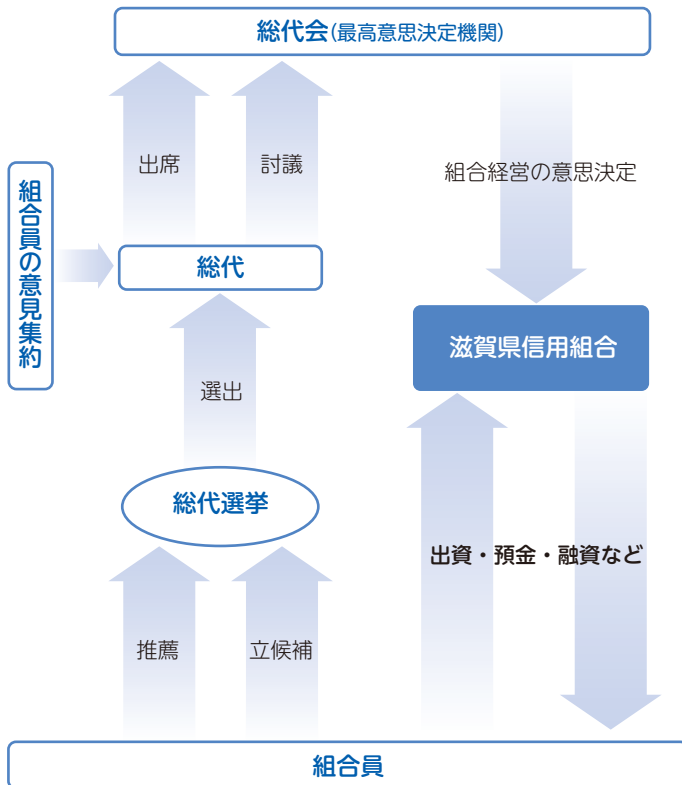 総代会(最高意思決定機関)
出席
討議
組合経営の意思決定
組合員の意見集約
総代
滋賀県信用組合
選出
総代選挙
出資・預金・融資など
推薦
立候補
組合員